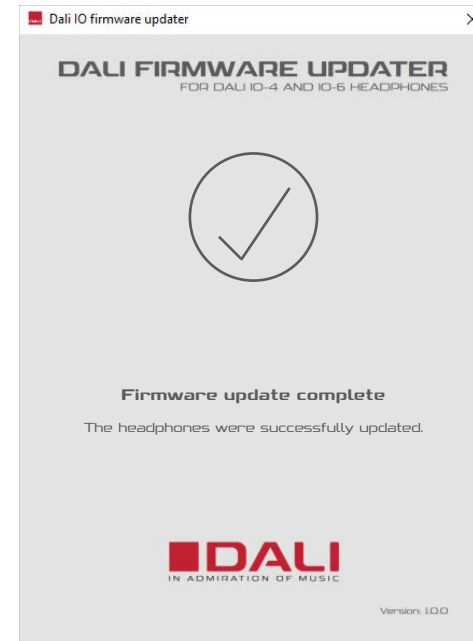 Dali IO firmware updater
DALI FIRMWARE UPDATER
FOR DALI IO-4 AND IO-6 HEADPHONES
Firmware update complete
The headphones were successfully updated.
DALI
IN ADMIRATION OF MUSIC
Version: 1.0.0